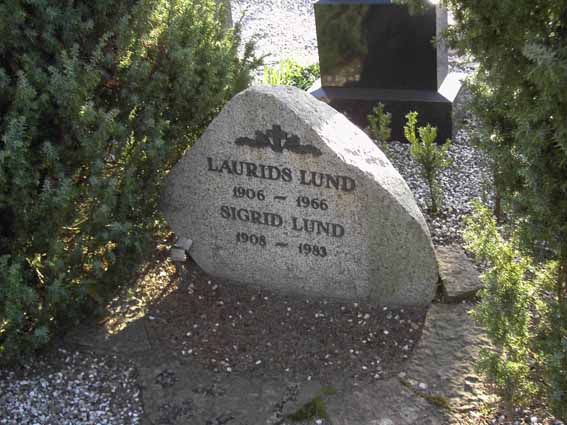 LAURIDS LUND
1906 – 1966
SIGRID LUND
1908 – 1983